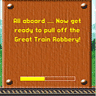 All aboard ... Now get
ready to pull off the
Great Train Robbery!